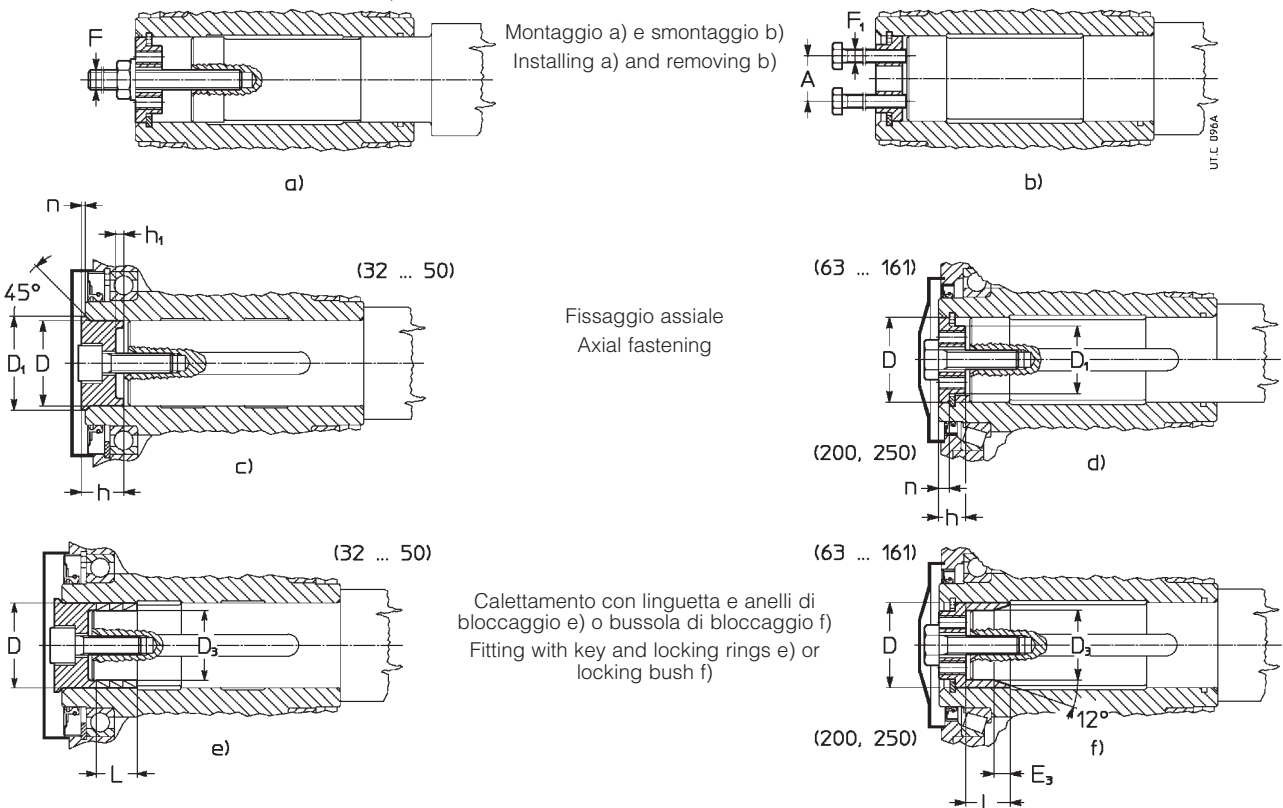 F
Montaggio a) e smontaggio b)
Installing a) and removing b)
F₁
A
UT.C 096A
a)
b)
n
h₁
(32 ... 50)
45°
D₁ D
c)
h
Fissaggio assiale
Axial fastening
(63 ... 161)
D
D₁
(200, 250)
d)
n
h
(32 ... 50)
D
D₃
e)
L
Calettamento con linguetta e anelli di
bloccaggio e) o bussola di bloccaggio f)
Fitting with key and locking rings e) or
locking bush f)
(63 ... 161)
D
D₃
12°
(200, 250)
f)
E₃
L